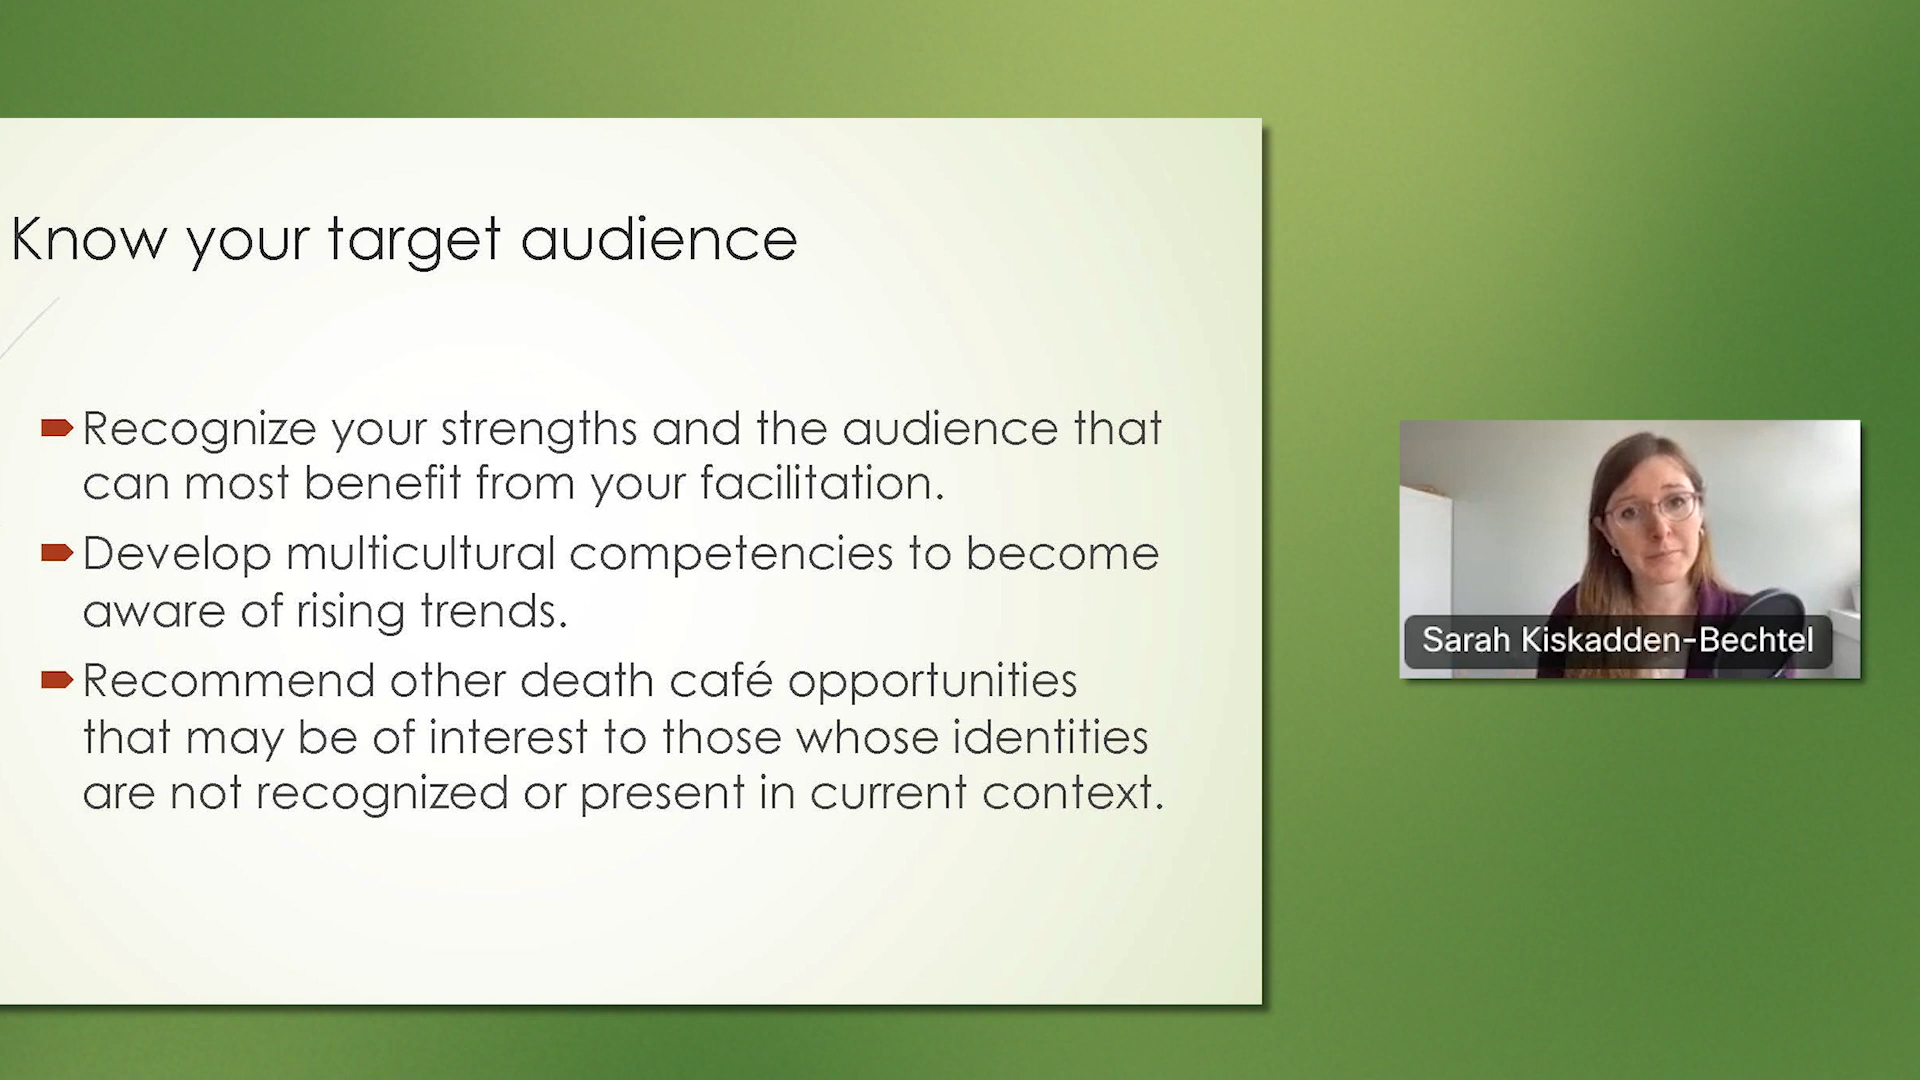 Know your target audience
Recognize your strengths and the audience that
can most benefit from your facilitation.
Develop multicultural competencies to become
aware of rising trends.
Recommend other death café opportunities
that may be of interest to those whose identities
are not recognized or present in current context.
Sarah Kiskadden-Bechtel